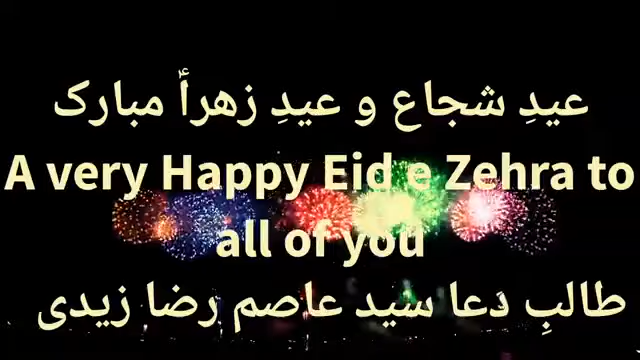 عیدِ شجاع و عیدِ زہراؑ مبارک
A very Happy Eid e Zehra to
all of you
طالبِ دعا سید عاصم رضا زیدی